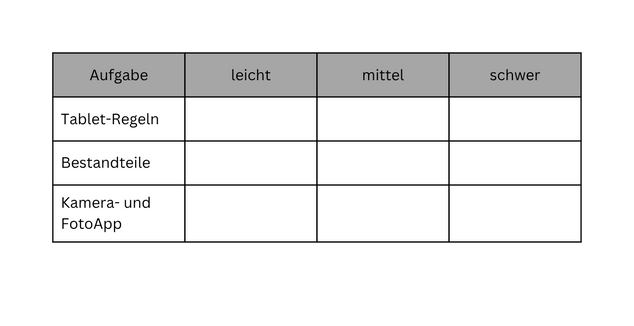 Aufgabe leicht mittel schwer
Tablet-Regeln
Bestandteile
Kamera- und
FotoApp